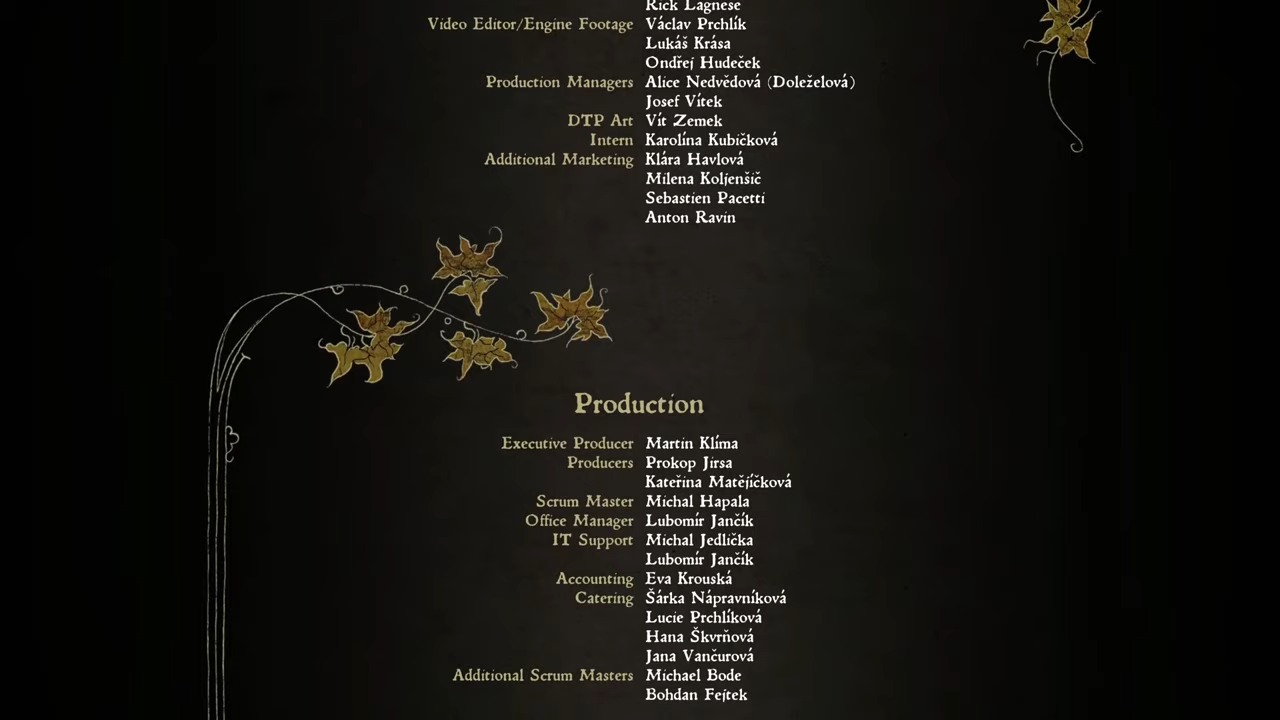 Rick Lagnese
Video Editor/Engine Footage Václav Prchlík
Lukáš Krása
Ondřej Hudeček
Production Managers Alice Nedvědová (Doleželová)
Josef Vítek
DTP Art Vít Zemek
Intern Karolína Kubičková
Additional Marketing Klára Havlová
Milena Koljenšič
Sebastien Pacetti
Anton Ravin
Production
Executive Producer Martin Klíma
Producers Prokop Jirsa
Kateřina Matějíčková
Scrum Master Michal Hapala
Office Manager Lubomír Jančík
IT Support Michal Jedlička
Lubomír Jančík
Accounting Eva Krouská
Catering Šárka Nápravníková
Lucie Prchlíková
Hana Škvrňová
Jana Vančurová
Additional Scrum Masters Michael Bode
Bohdan Fejtek